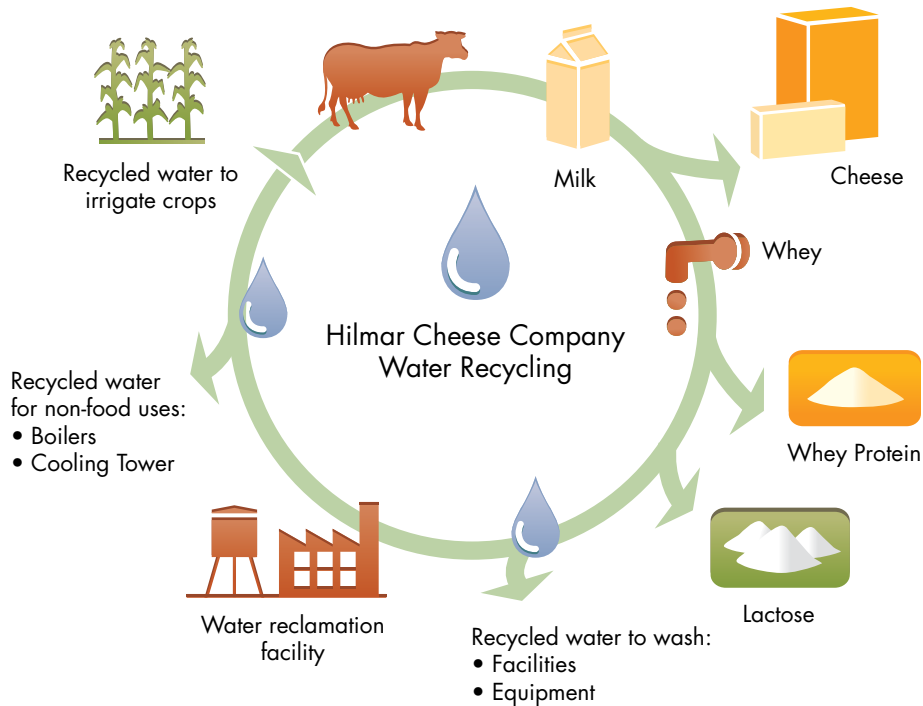 Recycled water to
irrigate crops
Milk
Cheese
Whey
Hilmar Cheese Company
Water Recycling
Recycled water
for non-food uses:
• Boilers
• Cooling Tower
Whey Protein
Lactose
Water reclamation
facility
Recycled water to wash:
• Facilities
• Equipment